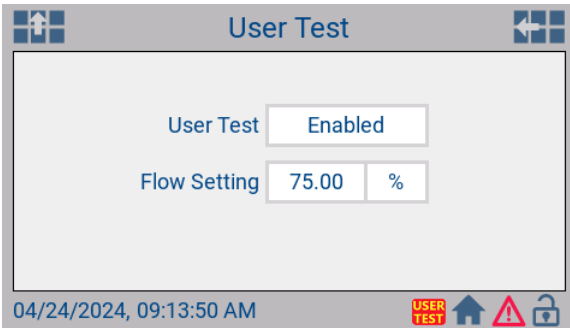 User Test
User Test Enabled
Flow Setting 75.00 %
04/24/2024, 09:13:50 AM
USER
TEST